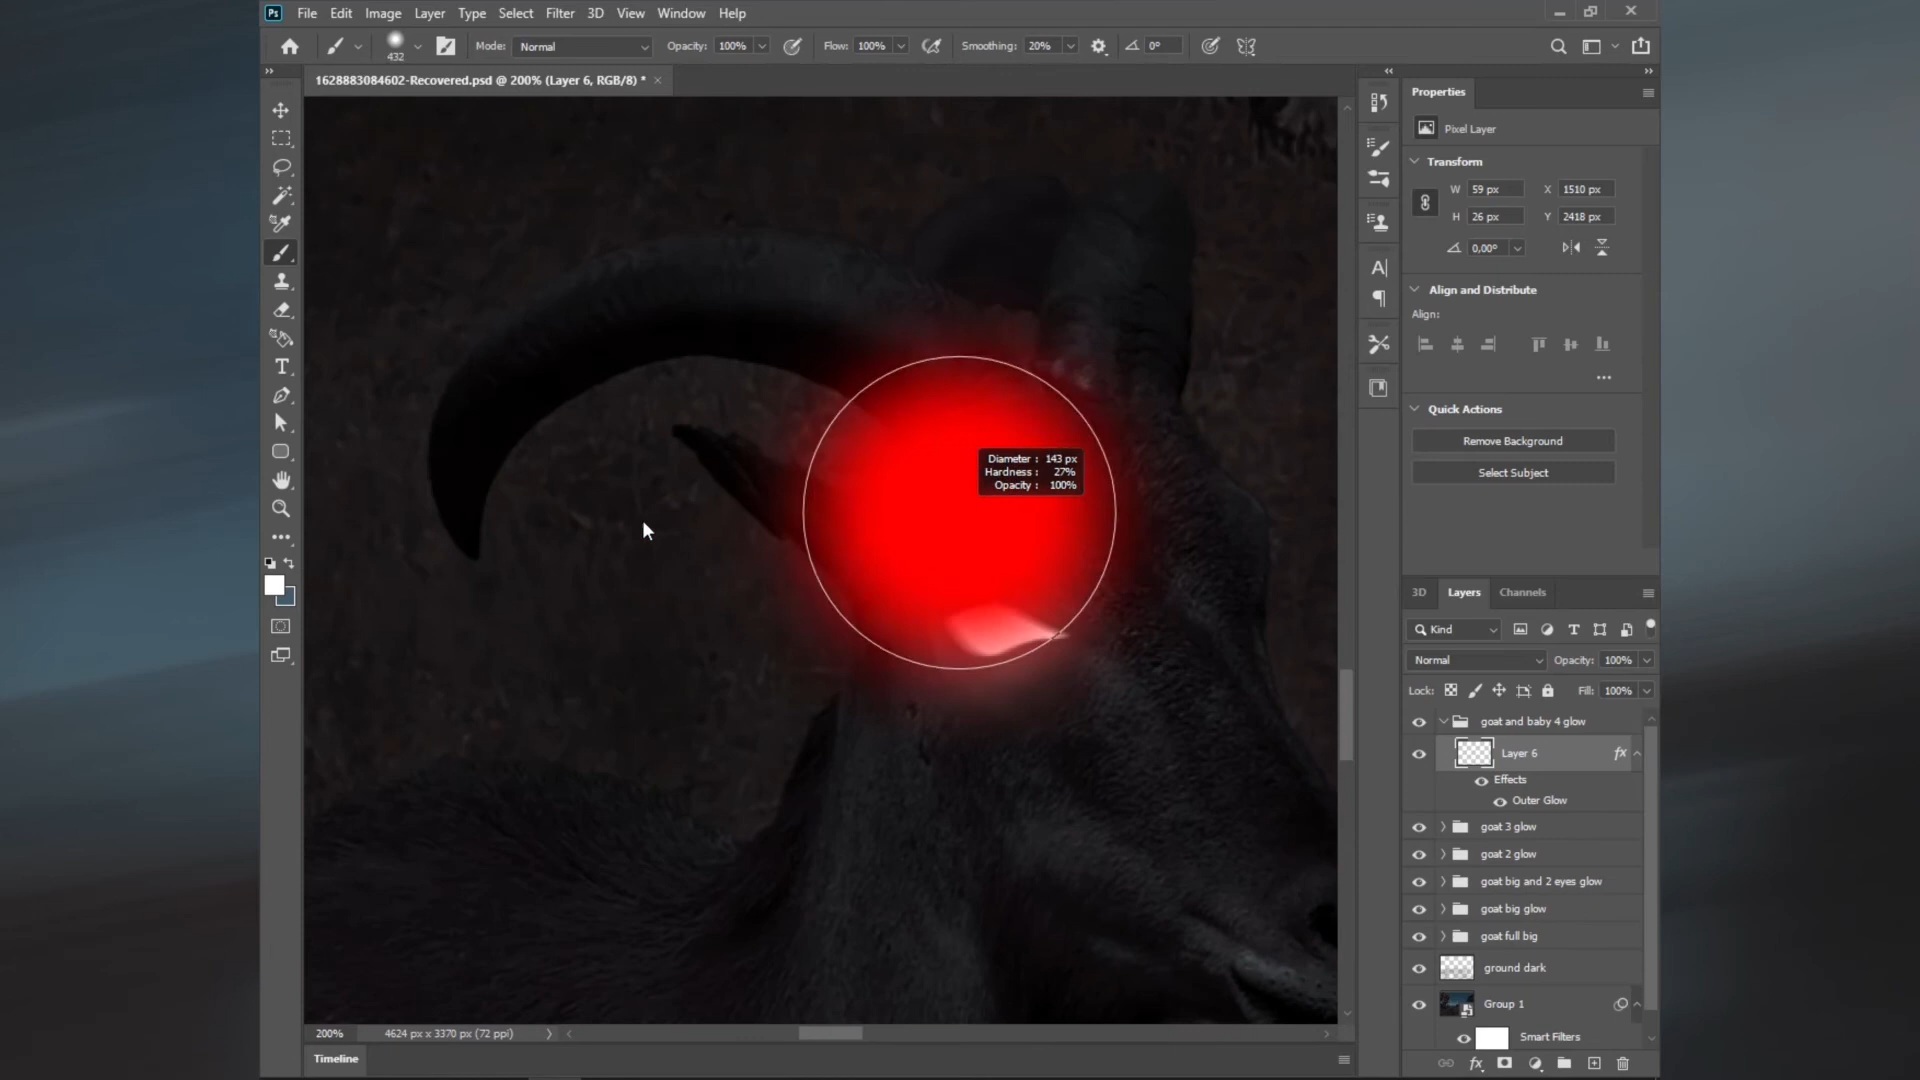 Ps File Edit Image Layer Type Select Filter 3D View Window Help
432 Mode: Normal Opacity: 100% Flow: 100% Smoothing: 20% 0°
1628883084602-Recovered.psd @ 200% (Layer 6, RGB/8) * ×
Diameter : 143 px
Hardness : 27%
Opacity : 100%
200% 4624 px x 3370 px (72 ppi)
Timeline
Properties
Pixel Layer
Transform
W 59 px X 1510 px
H 26 px Y 2418 px
0,00°
Align and Distribute
Align:
Quick Actions
Remove Background
Select Subject
3D Layers Channels
Kind
Normal Opacity: 100%
Lock: Fill: 100%
goat and baby 4 glow
Layer 6 fx
Effects
Outer Glow
goat 3 glow
goat 2 glow
goat big and 2 eyes glow
goat big glow
goat full big
ground dark
Group 1
Smart Filters
fx